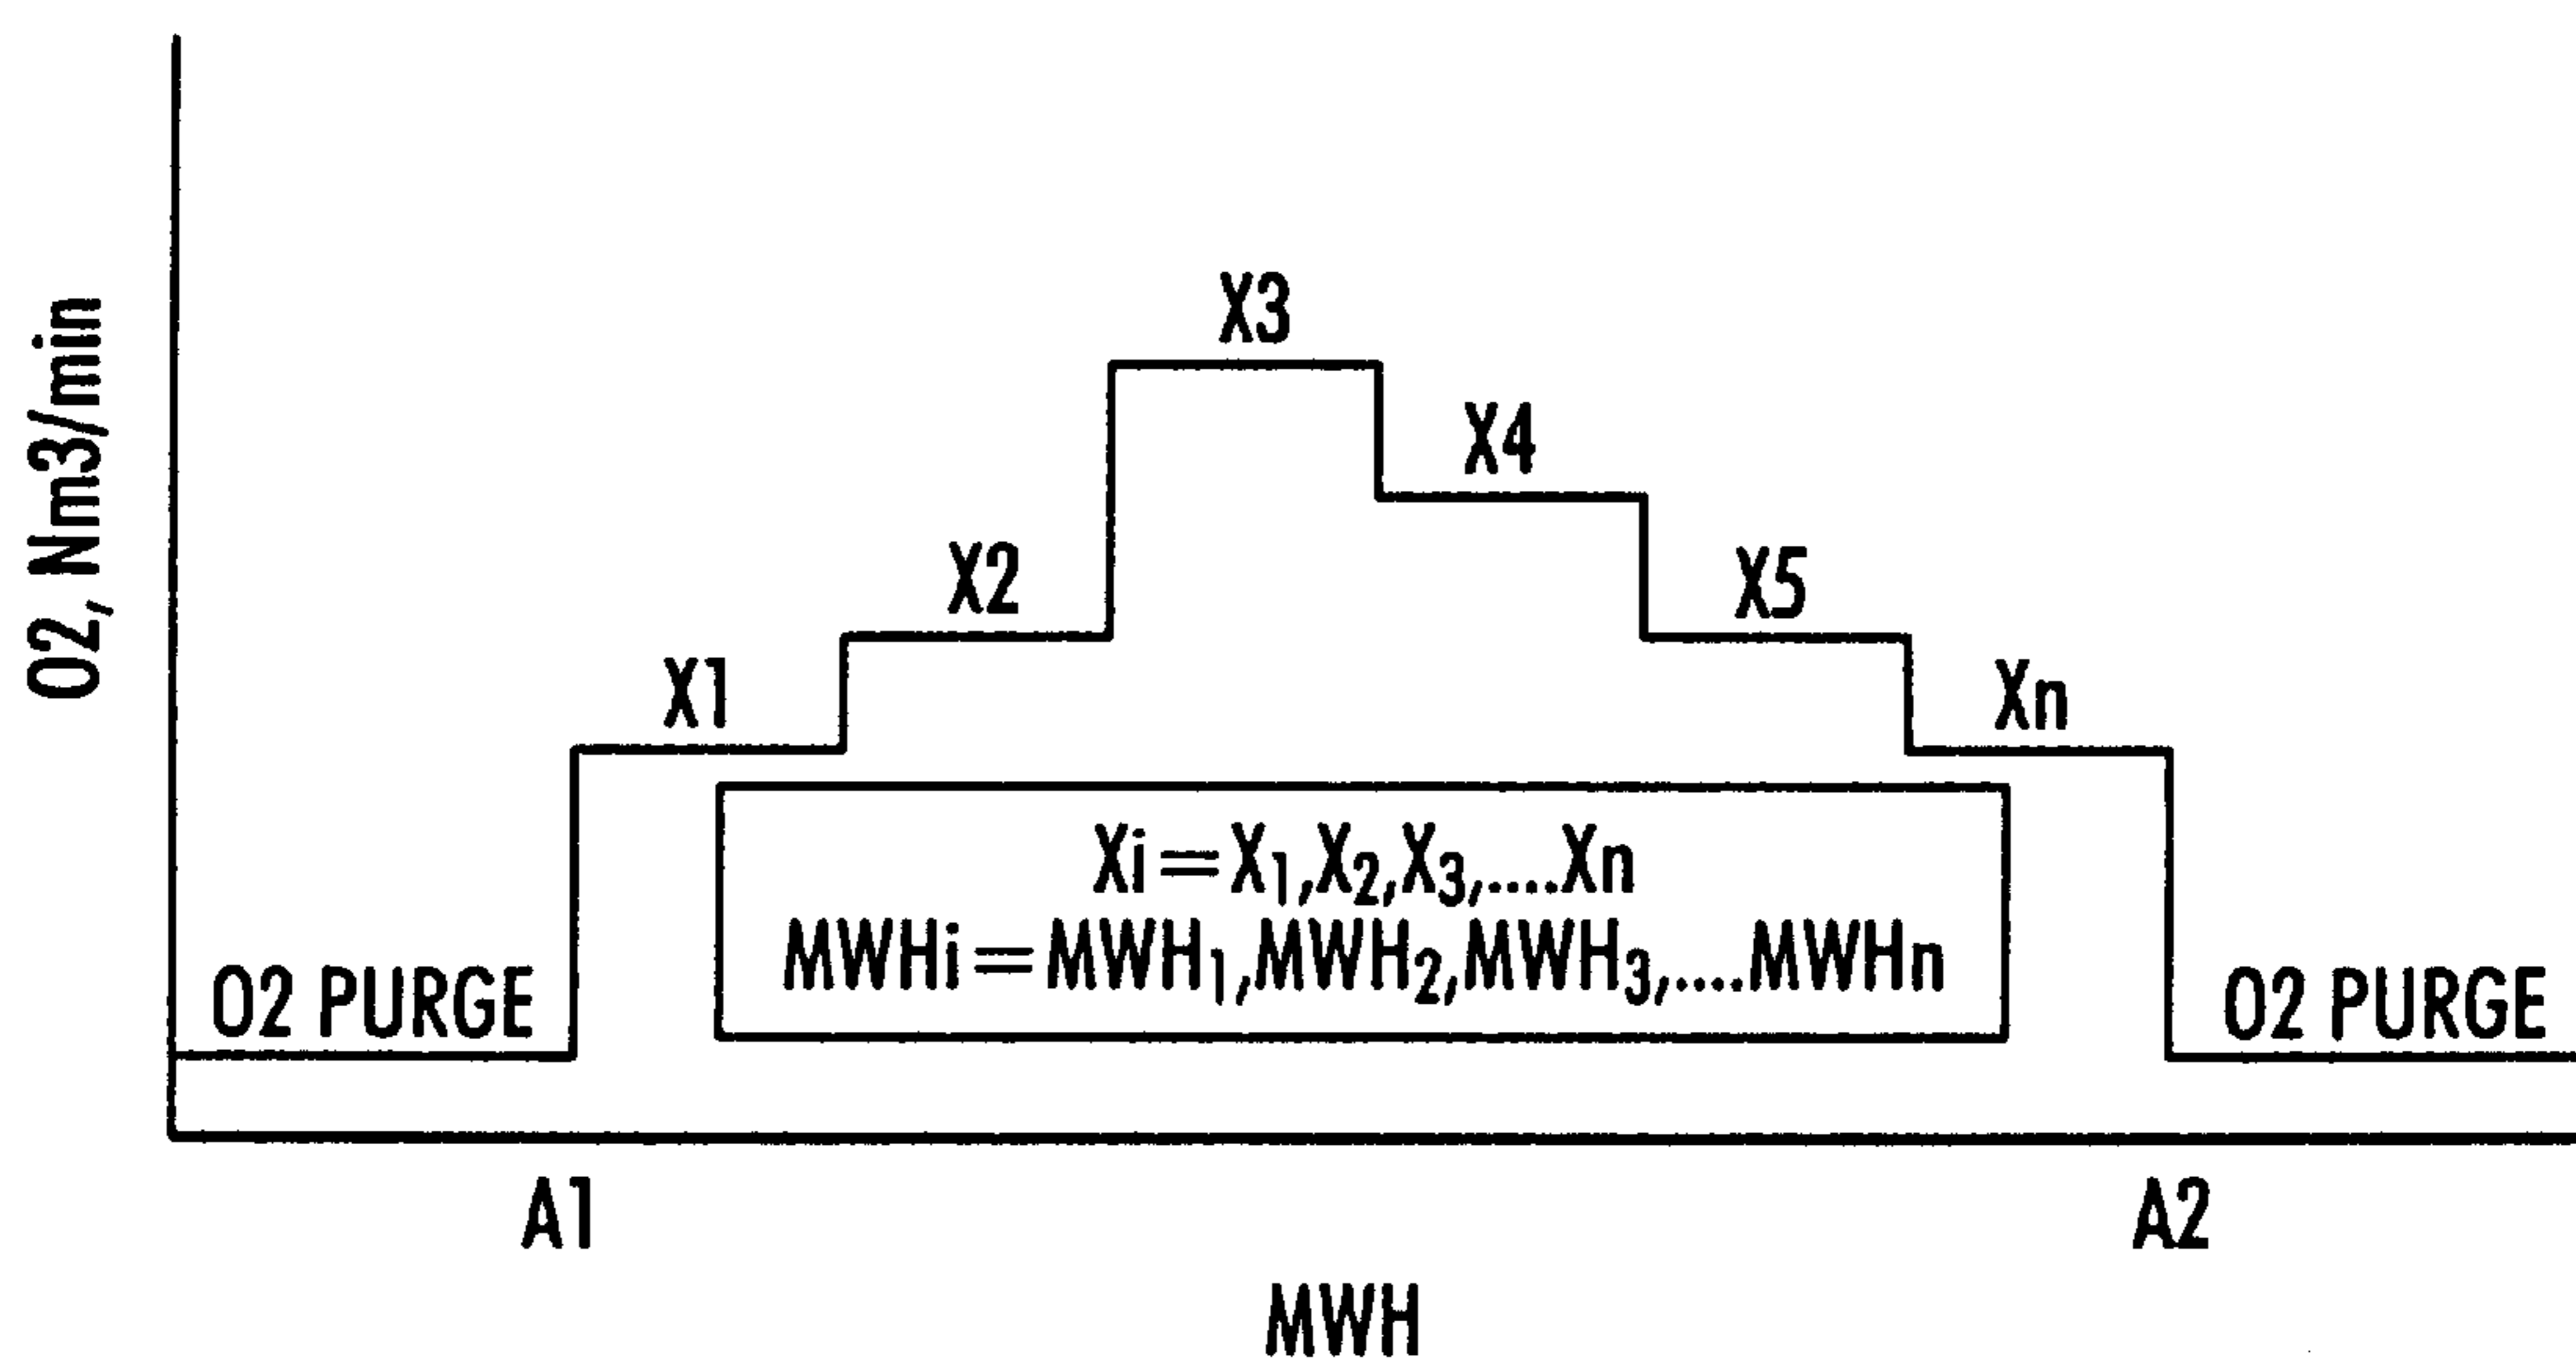 O2, Nm3/min
X3
X4
X2
X5
X1
Xn
Xi=X1,X2,X3,....Xn
MWHi=MWH1,MWH2,MWH3,....MWHn
O2 PURGE
O2 PURGE
A1
A2
MWH